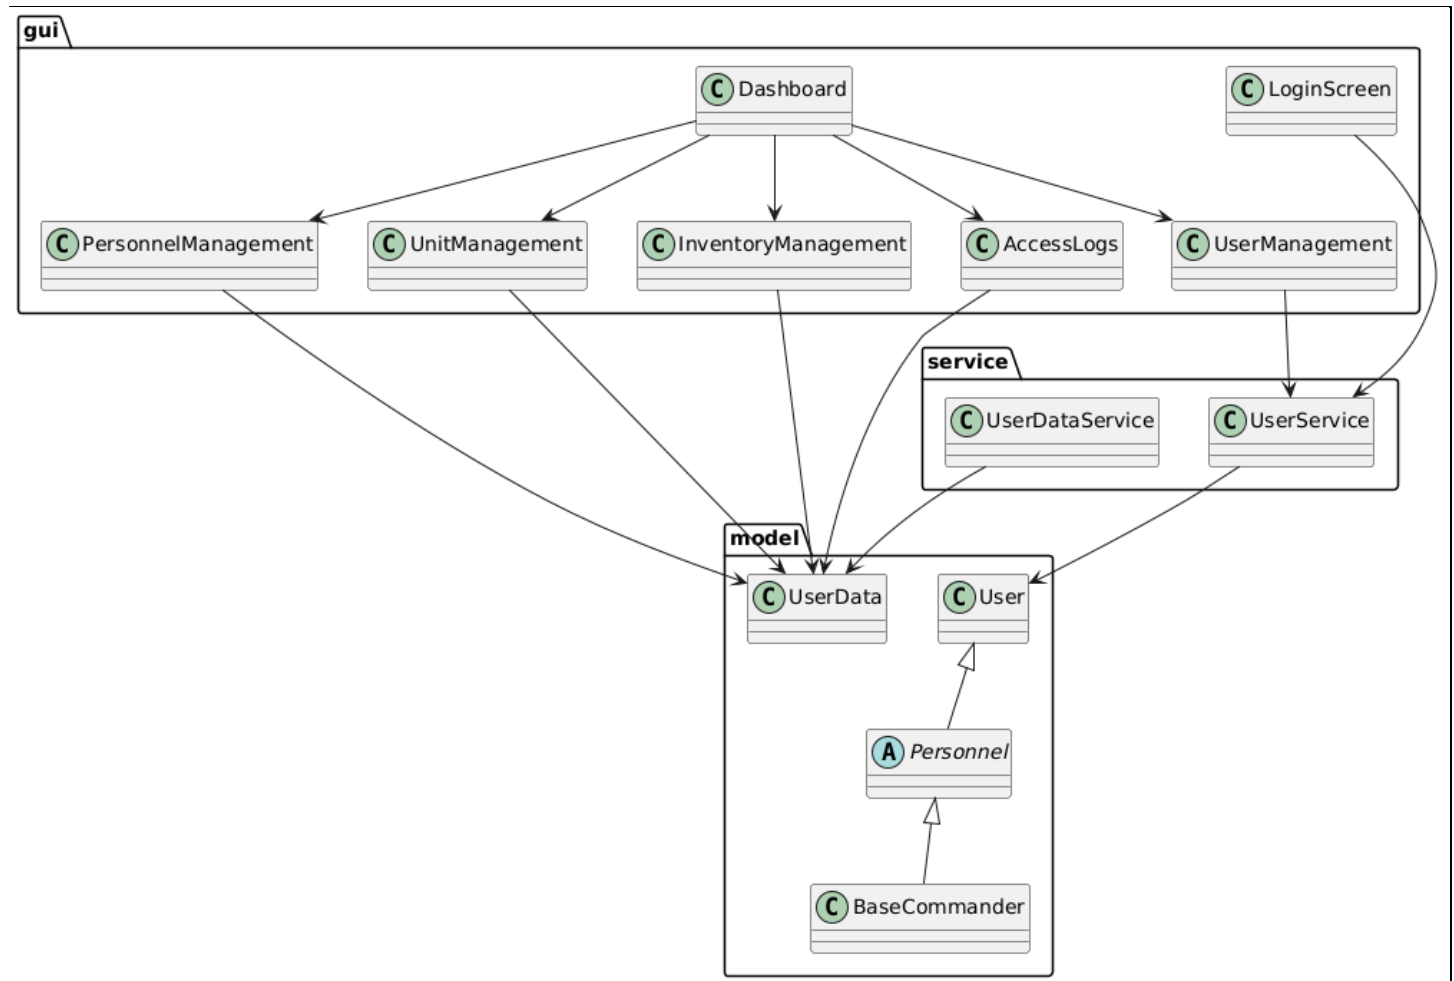 gui
C Dashboard
C LoginScreen
C PersonnelManagement
C UnitManagement
C InventoryManagement
C AccessLogs
C UserManagement
service
C UserDataService
C UserService
model
C UserData
C User
A Personnel
C BaseCommander